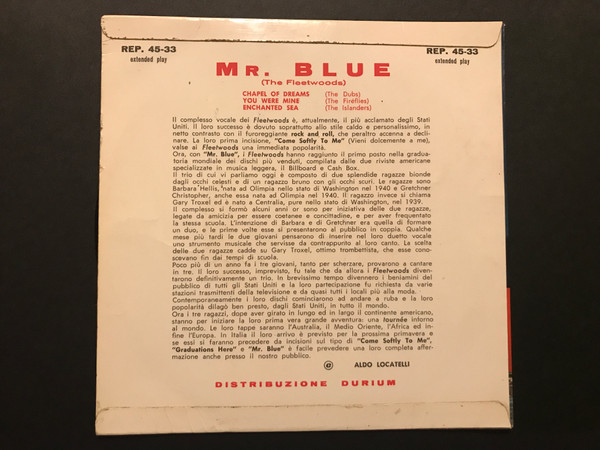 REP. 45-33
extended play
REP. 45-33
extended play
MR. BLUE
(The Fleetwoods)
CHAPEL OF DREAMS (The Dubs)
YOU WERE MINE (The Fireflies)
ENCHANTED SEA (The Islanders)
Il complesso vocale dei Fleetwoods è, attualmente, il più acclamato degli Stati
Uniti. Il loro successo è dovuto soprattutto allo stile caldo e personalissimo, in
netto contrasto con il furoreggiante rock and roll, che peraltro accenna a decli-
nare. La loro prima incisione, "Come Softly To Me" (Vieni dolcemente a me),
valse ai Fleetwoods una immediata popolarità.
Ora, con "Mr. Blue", i Fleetwoods hanno raggiunto il primo posto nella gradua-
toria mondiale dei dischi più venduti, compilata dalle due riviste americane
specializzate in musica leggera, il Billboard e Cash Box.
Il trio di cui vi parliamo oggi è composto di due splendide ragazze bionde
dagli occhi celesti e di un ragazzo bruno con gli occhi scuri. Le ragazze sono
Barbara Hellis, nata ad Olimpia nello stato di Washington nel 1940 e Gretchner
Christopher, anche essa nata ad Olimpia nel 1940. Il ragazzo invece si chiama
Gary Troxel ed è nato a Centralia, pure nello stato di Washington, nel 1939.
Il complesso si formò alcuni anni or sono per iniziativa delle due ragazze,
legate da amicizia per essere coetanee e concittadine, e per aver frequentato
la stessa scuola. L'intenzione di Barbara e di Gretchner era quella di formare
un duo, e le prime volte esse si presentarono al pubblico in coppia. Qualche
mese più tardi le due giovani pensarono di inserire nel loro duetto vocale
uno strumento musicale che servisse da contrappunto al loro canto. La scelta
delle due ragazze cadde su Gary Troxel, ottimo trombettista, che esse cono-
scevano fin dai tempi di scuola.
Poco più di un anno fa i tre giovani, tanto per scherzare, provarono a cantare
in tre. Il loro successo, imprevisto, fu tale che da allora i Fleetwoods diven-
tarono definitivamente un trio. In brevissimo tempo divennero i beniamini del
pubblico di tutti gli Stati Uniti e la loro partecipazione fu richiesta da varie
stazioni trasmittenti della televisione e da quasi tutti i locali più alla moda.
Contemporaneamente i loro dischi cominciarono ad andare a ruba e la loro
popolarità dilagò ben presto, dagli Stati Uniti, in tutto il mondo.
Ora i tre ragazzi, dopo aver girato in lungo ed in largo il continente americano,
stanno per iniziare la loro prima vera grande avventura: una tournée intorno
al mondo. Le loro tappe saranno l'Australia, il Medio Oriente, l'Africa ed in-
fine l'Europa. In Italia il loro arrivo è previsto per la prossima primavera e
se essi si faranno precedere da incisioni sul tipo di "Come Softly To Me",
"Graduations Here" e "Mr. Blue" è facile prevedere una loro completa affer-
mazione anche presso il nostro pubblico.
@ ALDO LOCATELLI
DISTRIBUZIONE DURIUM